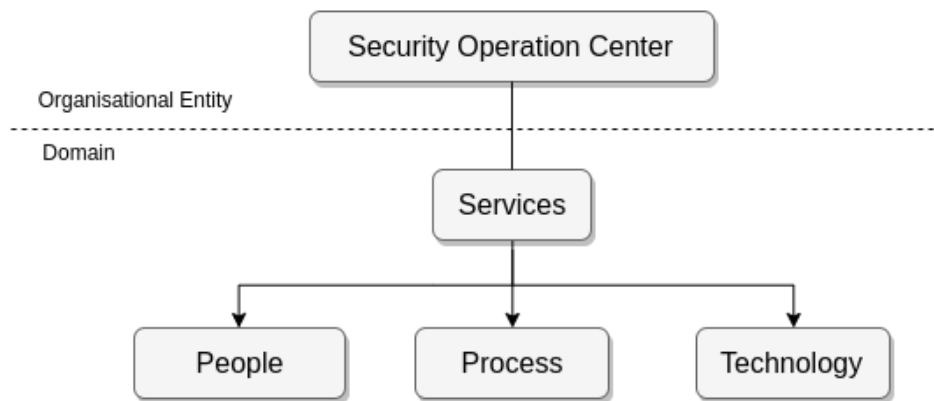 Security Operation Center
Organisational Entity
Domain
Services
People
Process
Technology